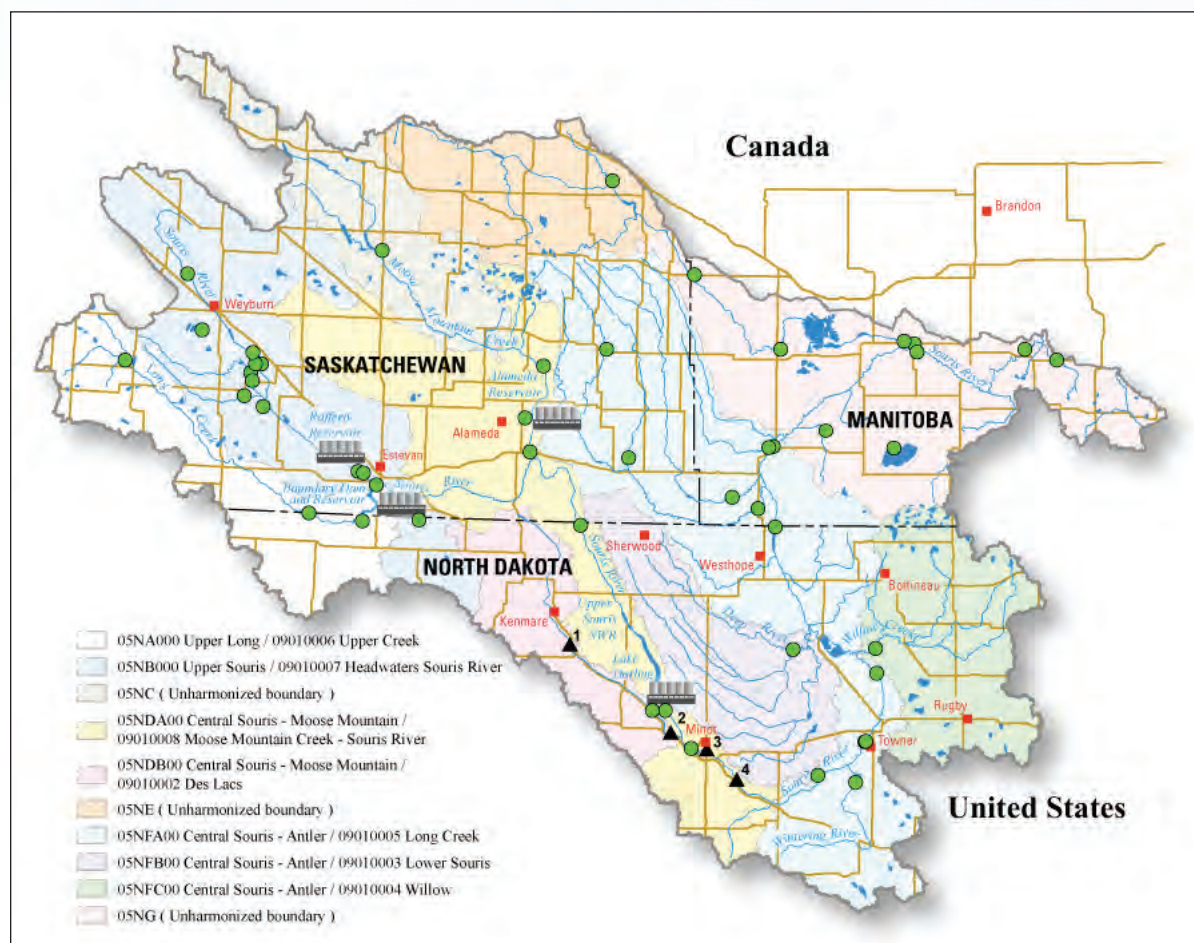 Canada
Brandon
Souris
River
Weyburn
Moose
Mountain
Creek
SASKATCHEWAN
Souris River
Long
Creek
Alameda
Reservoir
MANITOBA
Rafferty
Reservoir
Alameda
Estevan
Souris
River
Boundary Dam
and Reservoir
Sherwood
NORTH DAKOTA
Westhope
Souris River
Bottineau
Kenmare
Upper
Souris
NWR
Deep River
Willow Creek
1
Lake
Darling
Rugby
2
Minot
3
Towner
4
Souris River
Wintering River
United States
05NA000 Upper Long / 09010006 Upper Creek
05NB000 Upper Souris / 09010007 Headwaters Souris River
05NC ( Unharmonized boundary )
05NDA00 Central Souris - Moose Mountain /
09010008 Moose Mountain Creek - Souris River
05NDB00 Central Souris - Moose Mountain /
09010002 Des Lacs
05NE ( Unharmonized boundary )
05NFA00 Central Souris - Antler / 09010005 Long Creek
05NFB00 Central Souris - Antler / 09010003 Lower Souris
05NFC00 Central Souris - Antler / 09010004 Willow
05NG ( Unharmonized boundary )